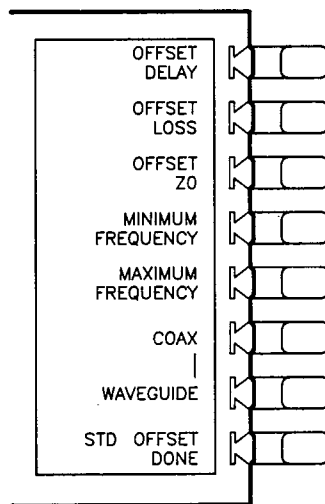 OFFSET
DELAY
OFFSET
LOSS
OFFSET
Z0
MINIMUM
FREQUENCY
MAXIMUM
FREQUENCY
COAX
WAVEGUIDE
STD OFFSET
DONE